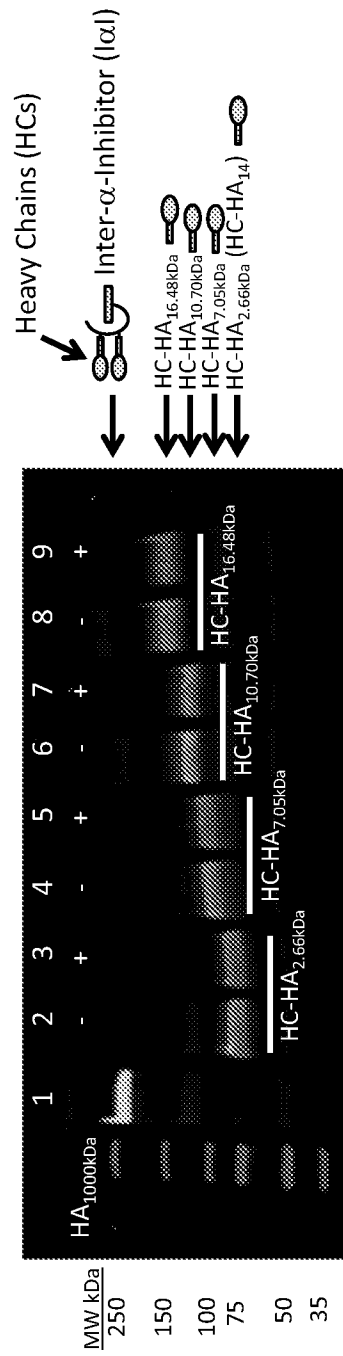 Heavy Chains (HCs)
Inter-α-Inhibitor (IαI)
HC-HA16.48kDa
HC-HA10.70kDa
HC-HA7.05kDa
HC-HA2.66kDa (HC-HA14)
1 2 3 4 5 6 7 8 9
HA1000kDa - + - + - + - +
HC-HA2.66kDa
HC-HA7.05kDa
HC-HA10.70kDa
HC-HA16.48kDa
MW kDa
250
150
100
75
50
35